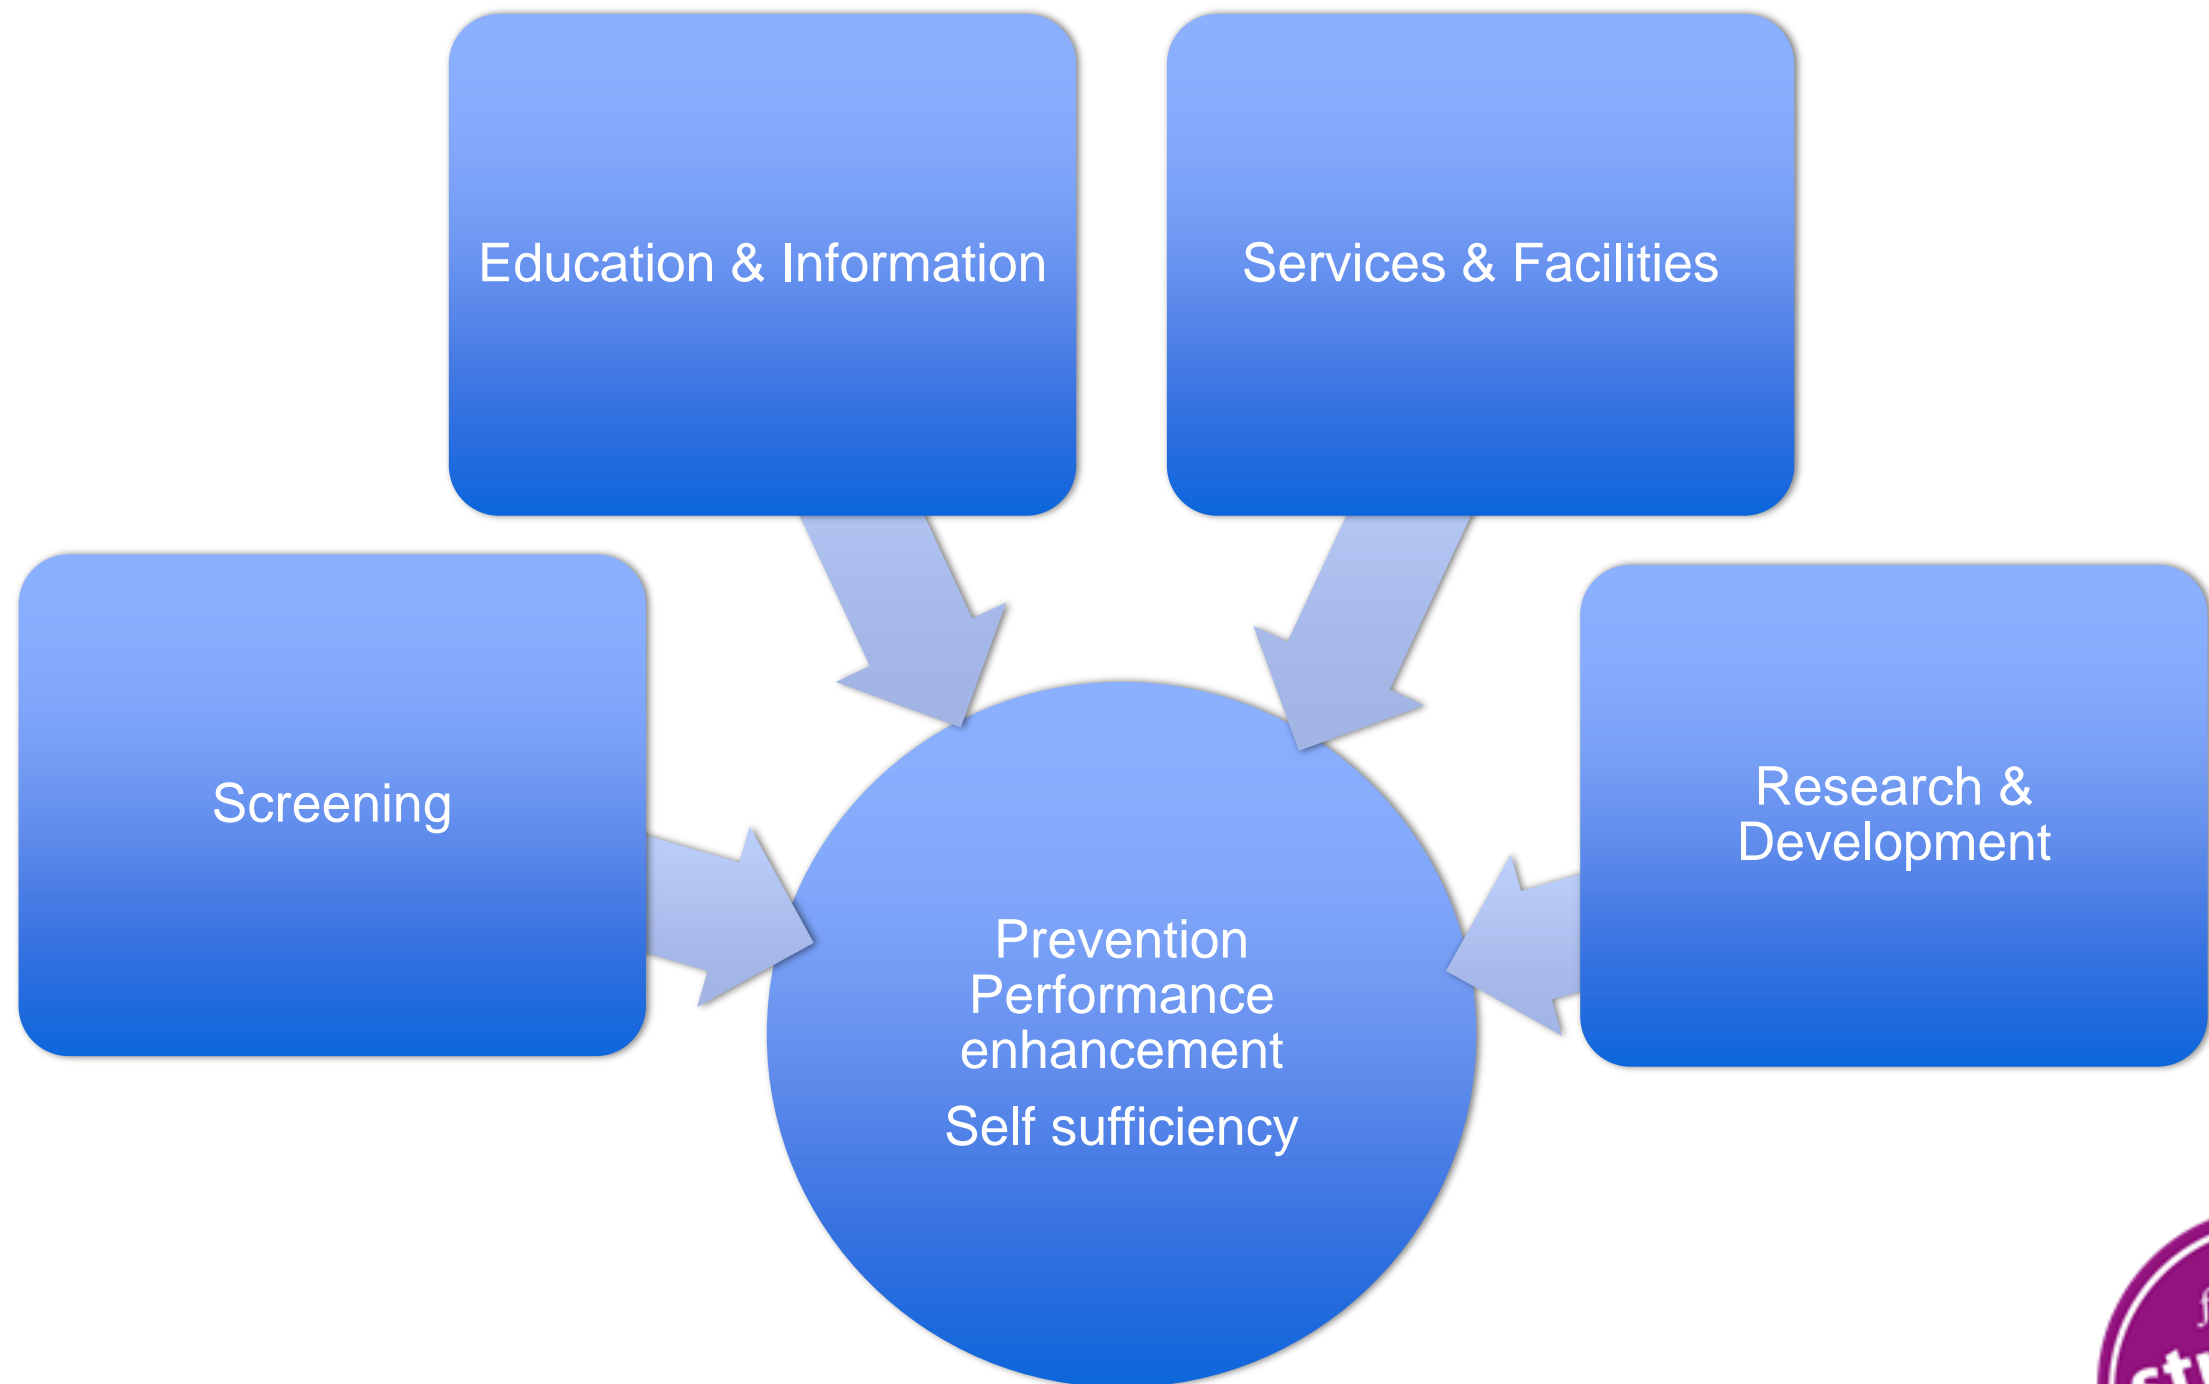 Education & Information
Services & Facilities
Screening
Research &
Development
Prevention
Performance
enhancement
Self sufficiency